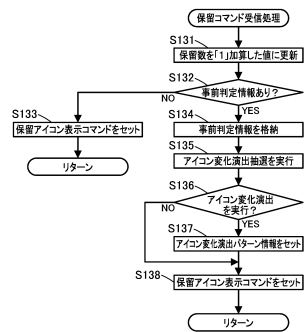 保留コマンド受信処理
S131
保留数を「1」加算した値に更新
S132
事前判定情報あり?
NO
YES
S133
保留アイコン表示コマンドをセット
リターン
S134
事前判定情報を格納
S135
アイコン変化演出抽選を実行
S136
アイコン変化演出
を実行?
NO
YES
S137
アイコン変化演出パターン情報をセット
S138
保留アイコン表示コマンドをセット
リターン